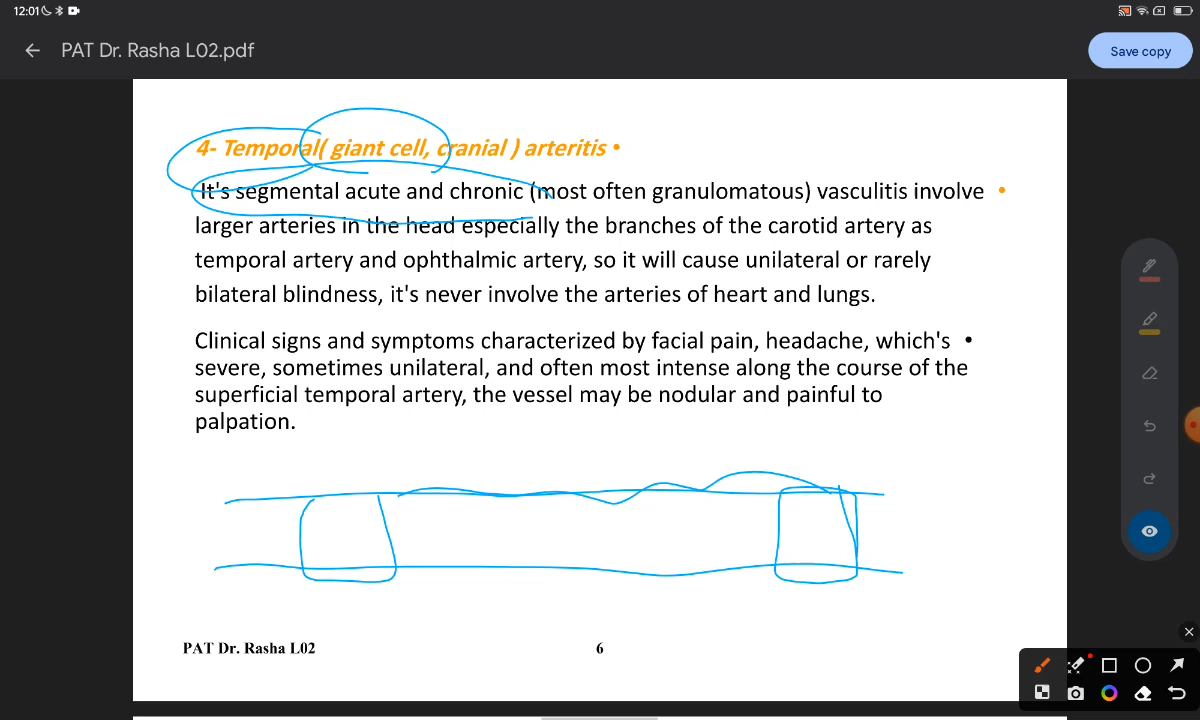 12:01
PAT Dr. Rasha L02.pdf
Save copy
4- Temporal( giant cell, cranial ) arteritis •
It's segmental acute and chronic (most often granulomatous) vasculitis involve •
larger arteries in the head especially the branches of the carotid artery as
temporal artery and ophthalmic artery, so it will cause unilateral or rarely
bilateral blindness, it's never involve the arteries of heart and lungs.
Clinical signs and symptoms characterized by facial pain, headache, which's •
severe, sometimes unilateral, and often most intense along the course of the
superficial temporal artery, the vessel may be nodular and painful to
palpation.
PAT Dr. Rasha L02 6